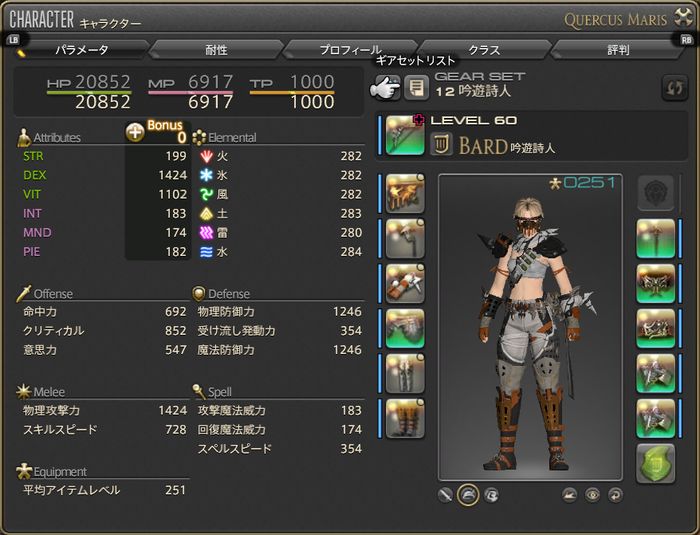 CHARACTER キャラクター QUERCUS MARIS
LB パラメータ 耐性 プロフィール クラス 評判 RB
ギアセットリスト
HP 20852 MP 6917 TP 1000
20852 6917 1000
GEAR SET
12 吟遊詩人
LEVEL 60
BARD 吟遊詩人
0251
Attributes Bonus 0 Elemental
STR 199 火 282
DEX 1424 氷 282
VIT 1102 風 282
INT 183 土 283
MND 174 雷 280
PIE 182 水 284
Offense Defense
命中力 692 物理防御力 1246
クリティカル 852 受け流し発動力 354
意思力 547 魔法防御力 1246
Melee Spell
物理攻撃力 1424 攻撃魔法威力 183
スキルスピード 728 回復魔法威力 174
スペルスピード 354
Equipment
平均アイテムレベル 251